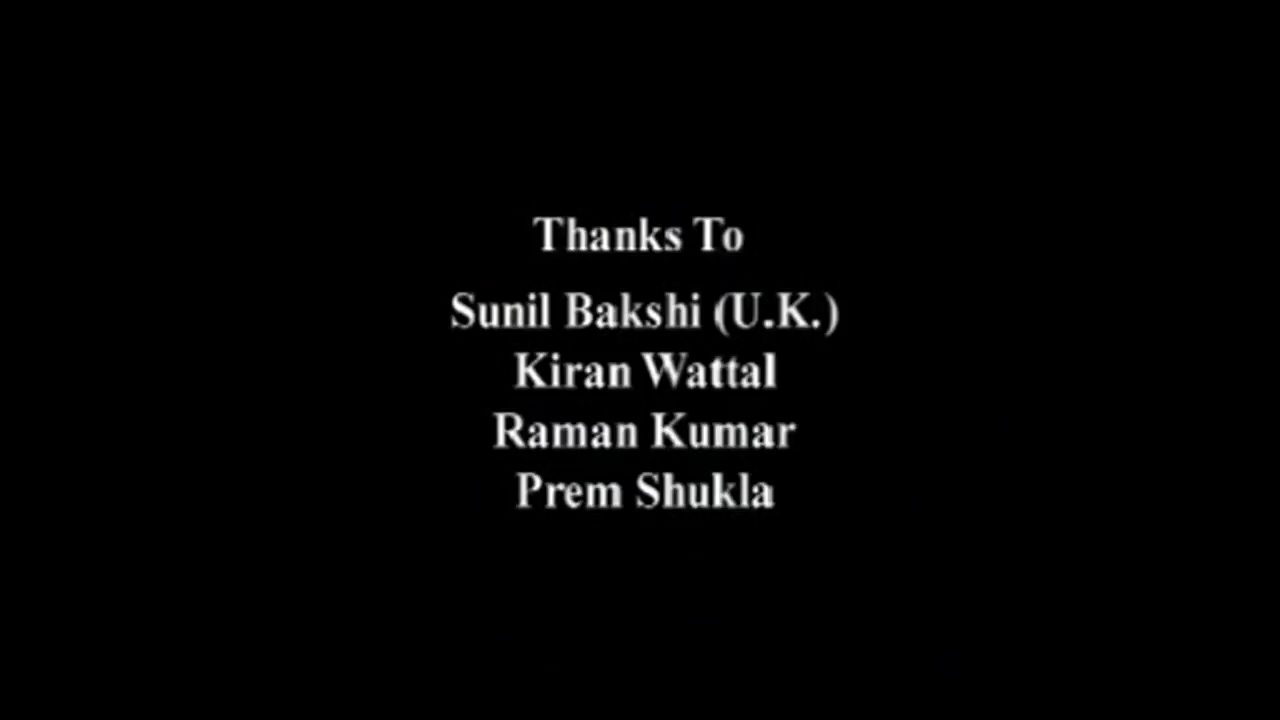 Thanks To
Sunil Bakshi (U.K.)
Kiran Wattal
Raman Kumar
Prem Shukla